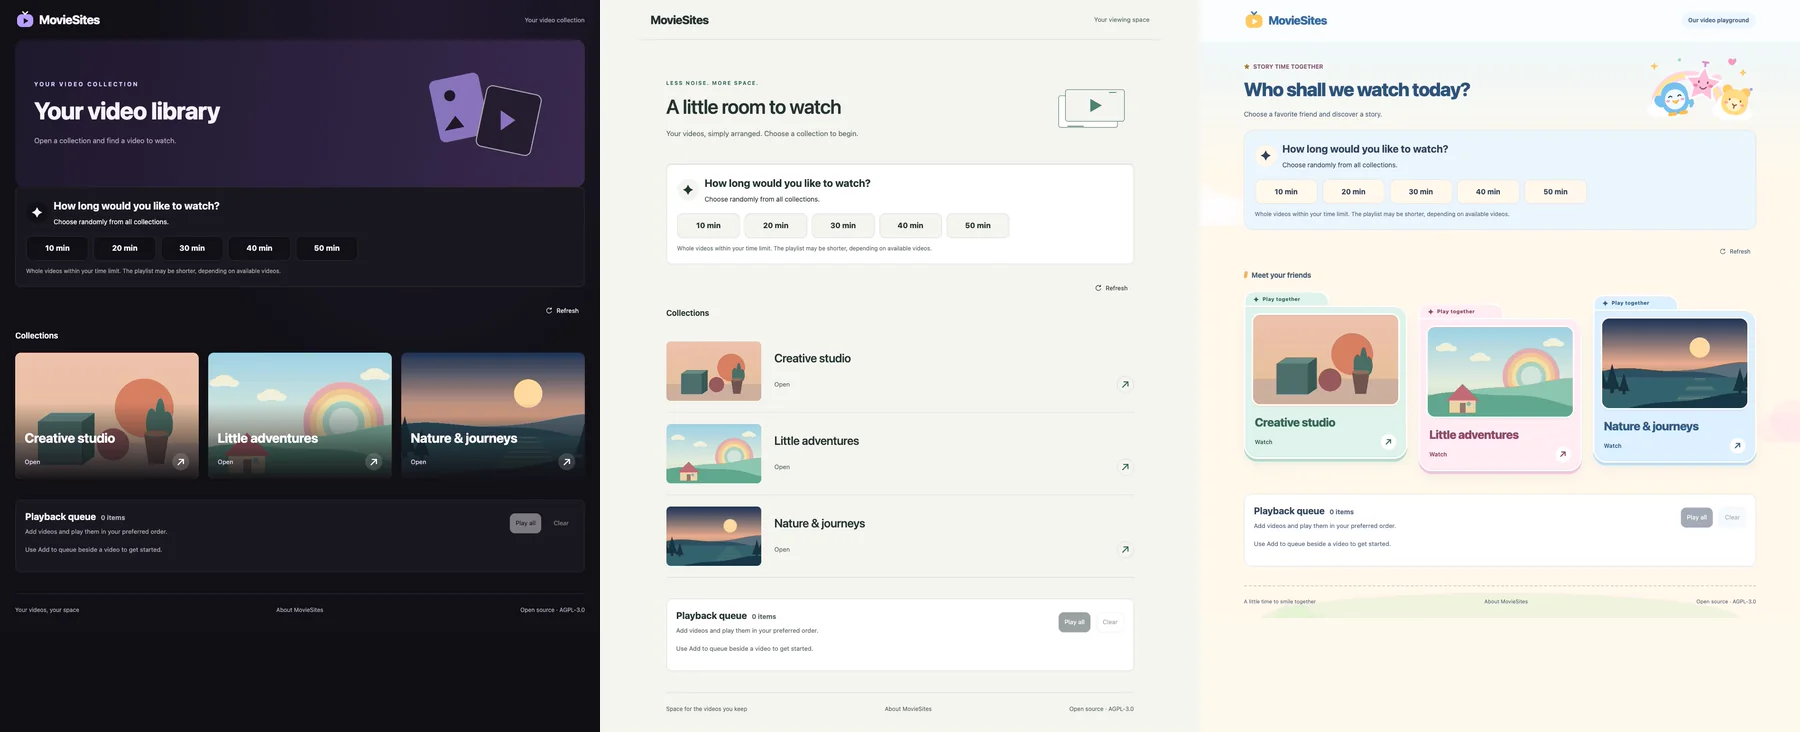 MovieSites
Your video collection
YOUR VIDEO COLLECTION
Your video library
Open a collection and find a video to watch.
How long would you like to watch?
Choose randomly from all collections.
10 min
20 min
30 min
40 min
50 min
Whole videos within your time limit. The playlist may be shorter, depending on available videos.
Refresh
Collections
Creative studio
Open
Little adventures
Open
Nature & journeys
Open
Playback queue 0 items
Add videos and play them in your preferred order.
Play all
Clear
Use Add to queue beside a video to get started.
Your videos, your space
About MovieSites
Open source · AGPL-3.0
MovieSites
Your viewing space
LESS NOISE. MORE SPACE.
A little room to watch
Your videos, simply arranged. Choose a collection to begin.
How long would you like to watch?
Choose randomly from all collections.
10 min
20 min
30 min
40 min
50 min
Whole videos within your time limit. The playlist may be shorter, depending on available videos.
Refresh
Collections
Creative studio
Open
Little adventures
Open
Nature & journeys
Open
Playback queue 0 items
Add videos and play them in your preferred order.
Play all
Clear
Use Add to queue beside a video to get started.
Space for the videos you keep
About MovieSites
Open source · AGPL-3.0
MovieSites
Our video playground
STORY TIME TOGETHER
Who shall we watch today?
Choose a favorite friend and discover a story.
How long would you like to watch?
Choose randomly from all collections.
10 min
20 min
30 min
40 min
50 min
Whole videos within your time limit. The playlist may be shorter, depending on available videos.
Refresh
Meet your friends
Play together
Creative studio
Watch
Play together
Little adventures
Watch
Play together
Nature & journeys
Watch
Playback queue 0 items
Add videos and play them in your preferred order.
Play all
Clear
Use Add to queue beside a video to get started.
A little time to smile together
About MovieSites
Open source · AGPL-3.0